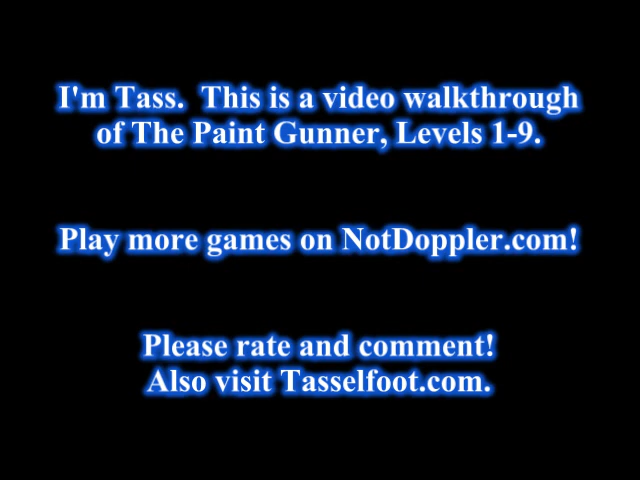 I'm Tass.  This is a video walkthrough
of The Paint Gunner, Levels 1-9.
Play more games on NotDoppler.com!
Please rate and comment!
Also visit Tasselfoot.com.